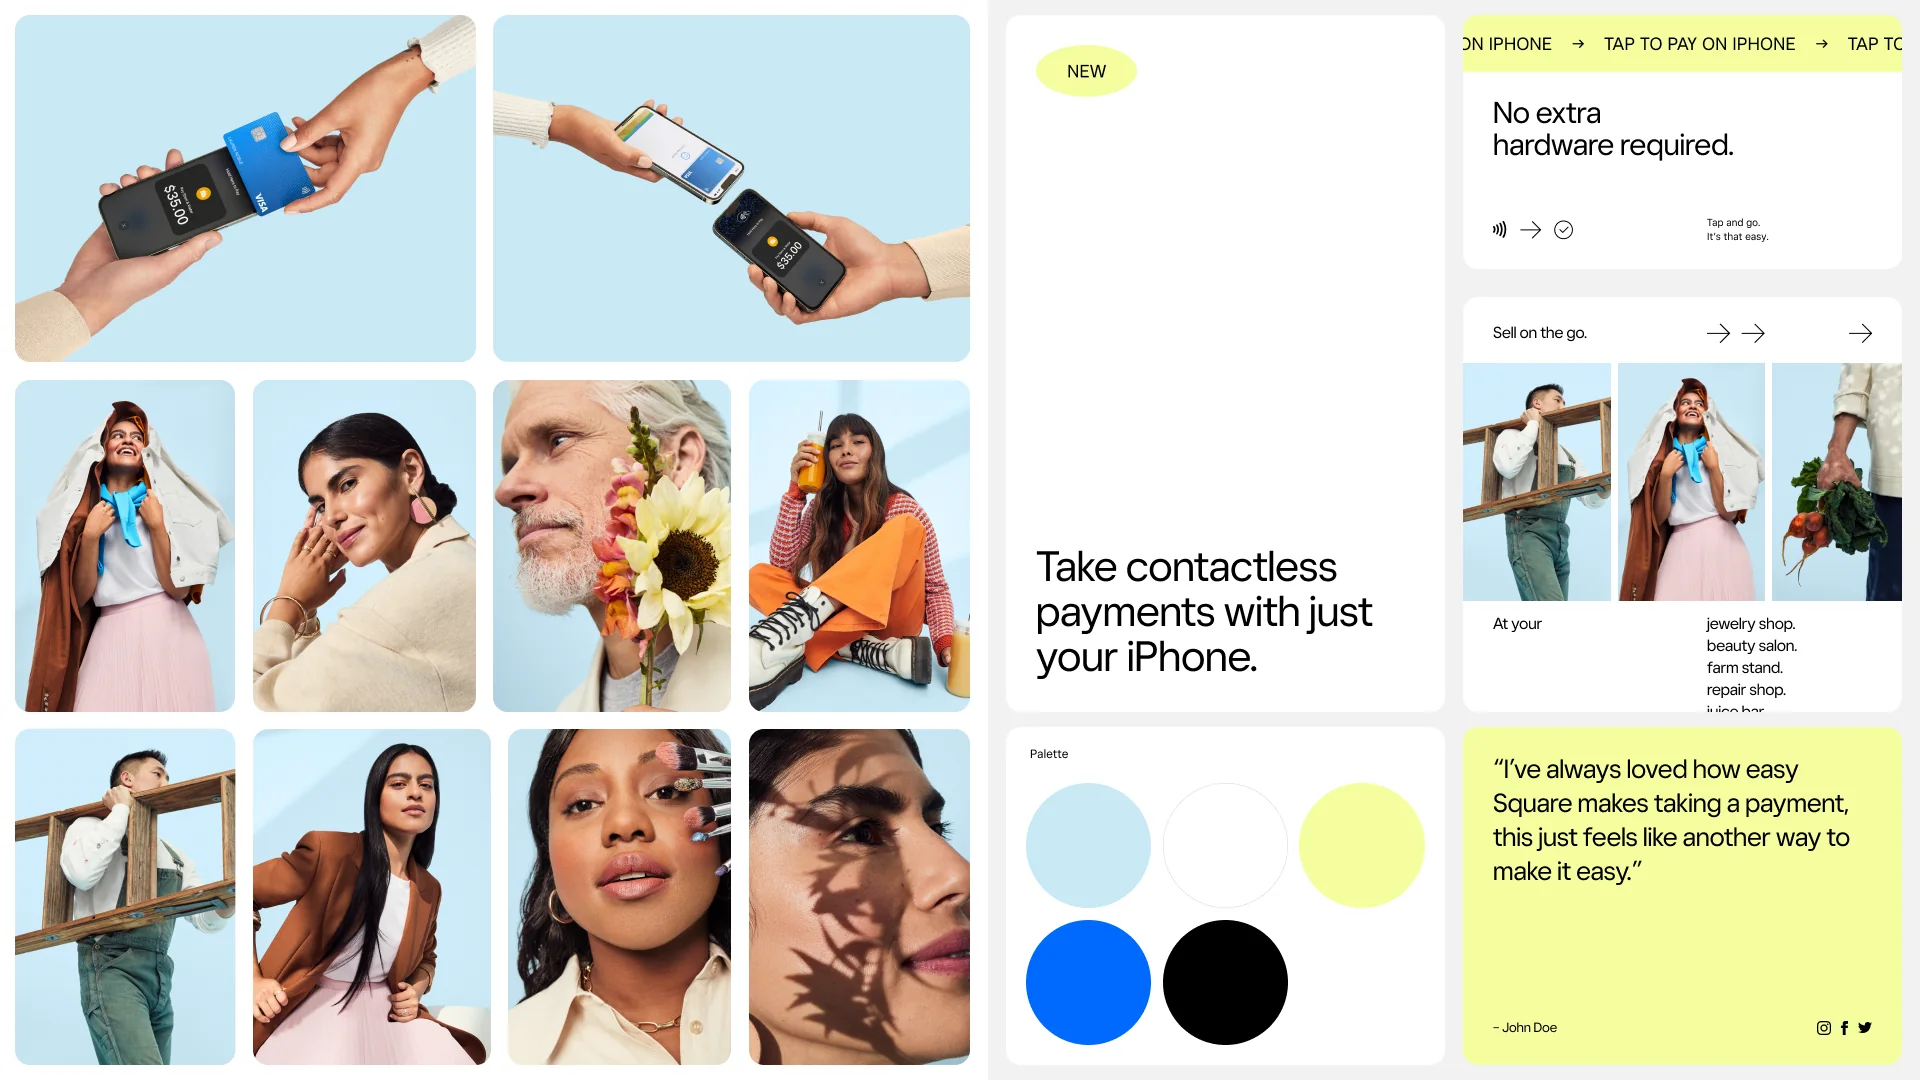 $35.00
VISA
$35.00
NEW
Take contactless
payments with just
your iPhone.
ON IPHONE → TAP TO PAY ON IPHONE → TAP TO
No extra
hardware required.
Tap and go.
It's that easy.
Sell on the go.
At your
jewelry shop.
beauty salon.
farm stand.
repair shop.
juice bar
Palette
“I’ve always loved how easy
Square makes taking a payment,
this just feels like another way to
make it easy.”
– John Doe